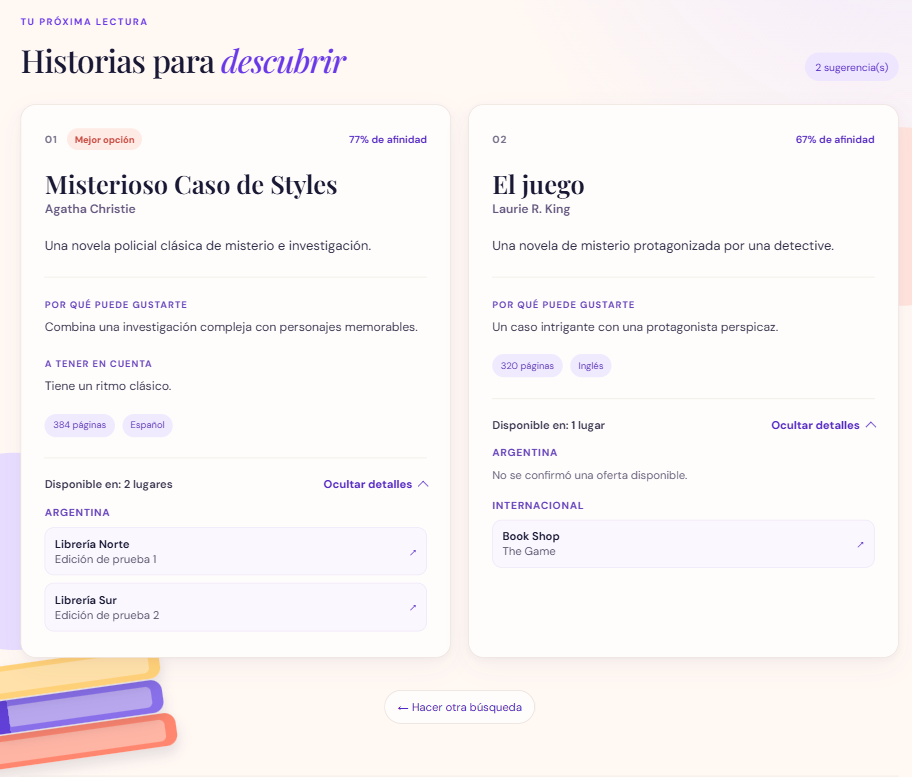 TU PRÓXIMA LECTURA
Historias para descubrir
2 sugerencia(s)
01 Mejor opción 77% de afinidad
Misterioso Caso de Styles
Agatha Christie
Una novela policial clásica de misterio e investigación.
POR QUÉ PUEDE GUSTARTE
Combina una investigación compleja con personajes memorables.
A TENER EN CUENTA
Tiene un ritmo clásico.
384 páginas Español
Disponible en: 2 lugares Ocultar detalles
ARGENTINA
Librería Norte
Edición de prueba 1
↗
Librería Sur
Edición de prueba 2
↗
02 67% de afinidad
El juego
Laurie R. King
Una novela de misterio protagonizada por una detective.
POR QUÉ PUEDE GUSTARTE
Un caso intrigante con una protagonista perspicaz.
320 páginas Inglés
Disponible en: 1 lugar Ocultar detalles
ARGENTINA
No se confirmó una oferta disponible.
INTERNACIONAL
Book Shop
The Game
↗
← Hacer otra búsqueda